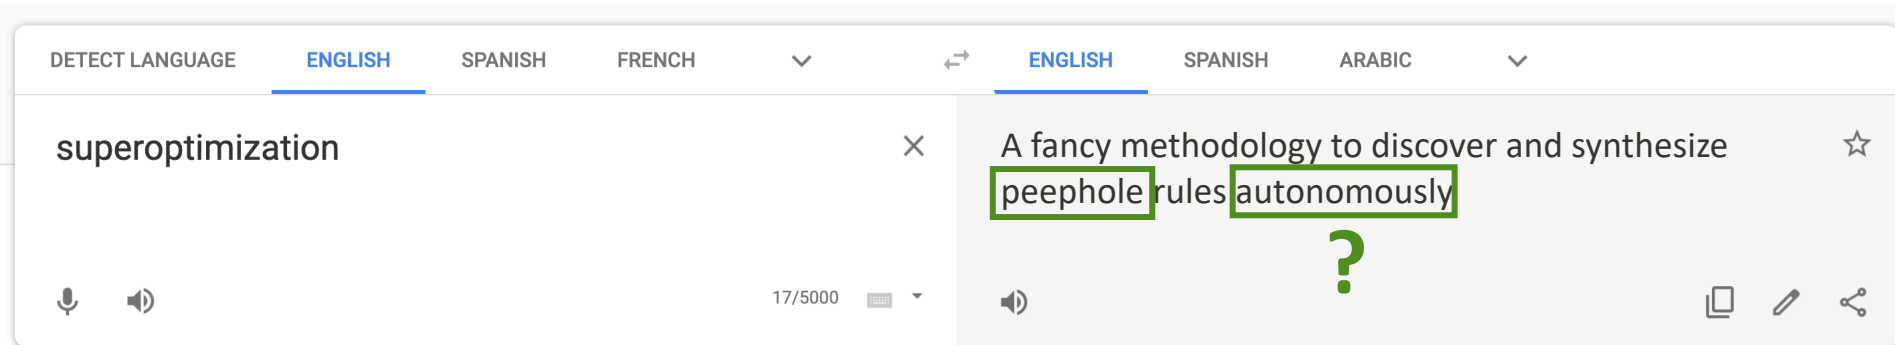 DETECT LANGUAGE ENGLISH SPANISH FRENCH ENGLISH SPANISH ARABIC
superoptimization
A fancy methodology to discover and synthesize
peephole rules autonomously
?
17/5000